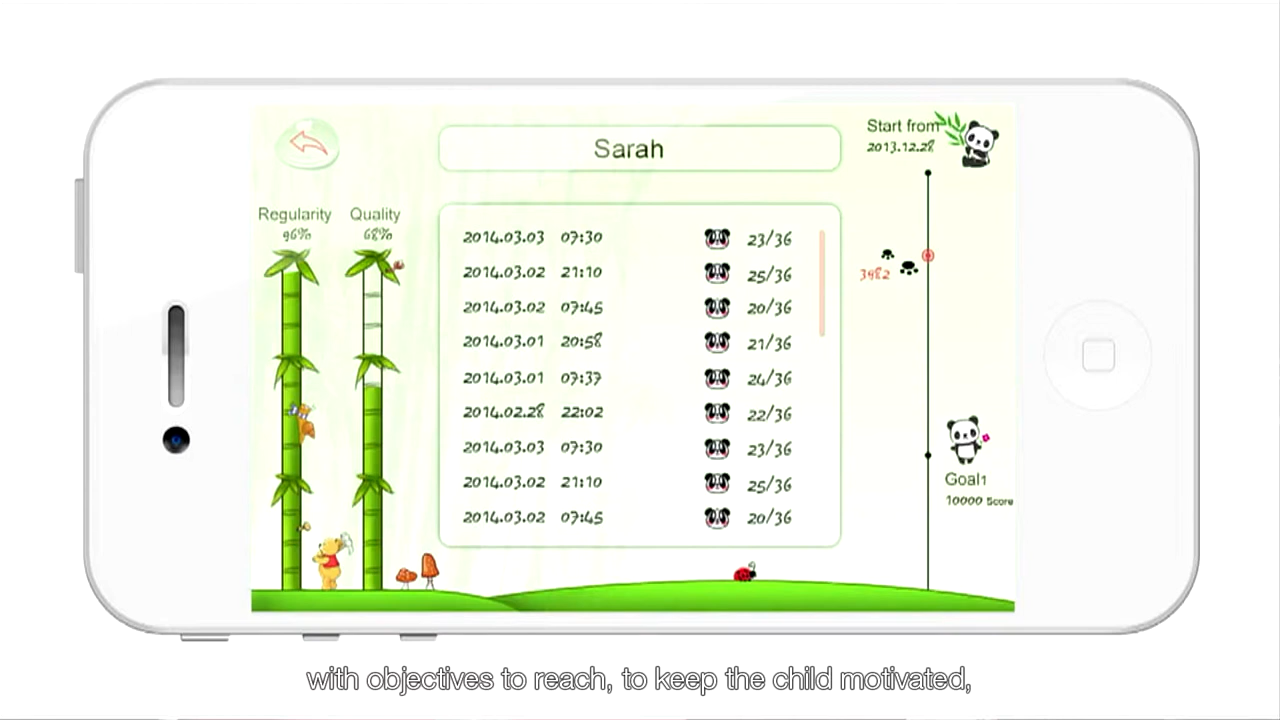 Sarah
Start from
2013.12.28
Regularity Quality
96% 68%
2014.03.03 07:30 23/36
2014.03.02 21:10 25/36
2014.03.02 07:45 20/36
2014.03.01 20:58 21/36
2014.03.01 07:37 24/36
2014.02.28 22:02 22/36
2014.03.03 07:30 23/36
2014.03.02 21:10 25/36
2014.03.02 07:45 20/36
3982
Goal1
10000 Score
with objectives to reach, to keep the child motivated,